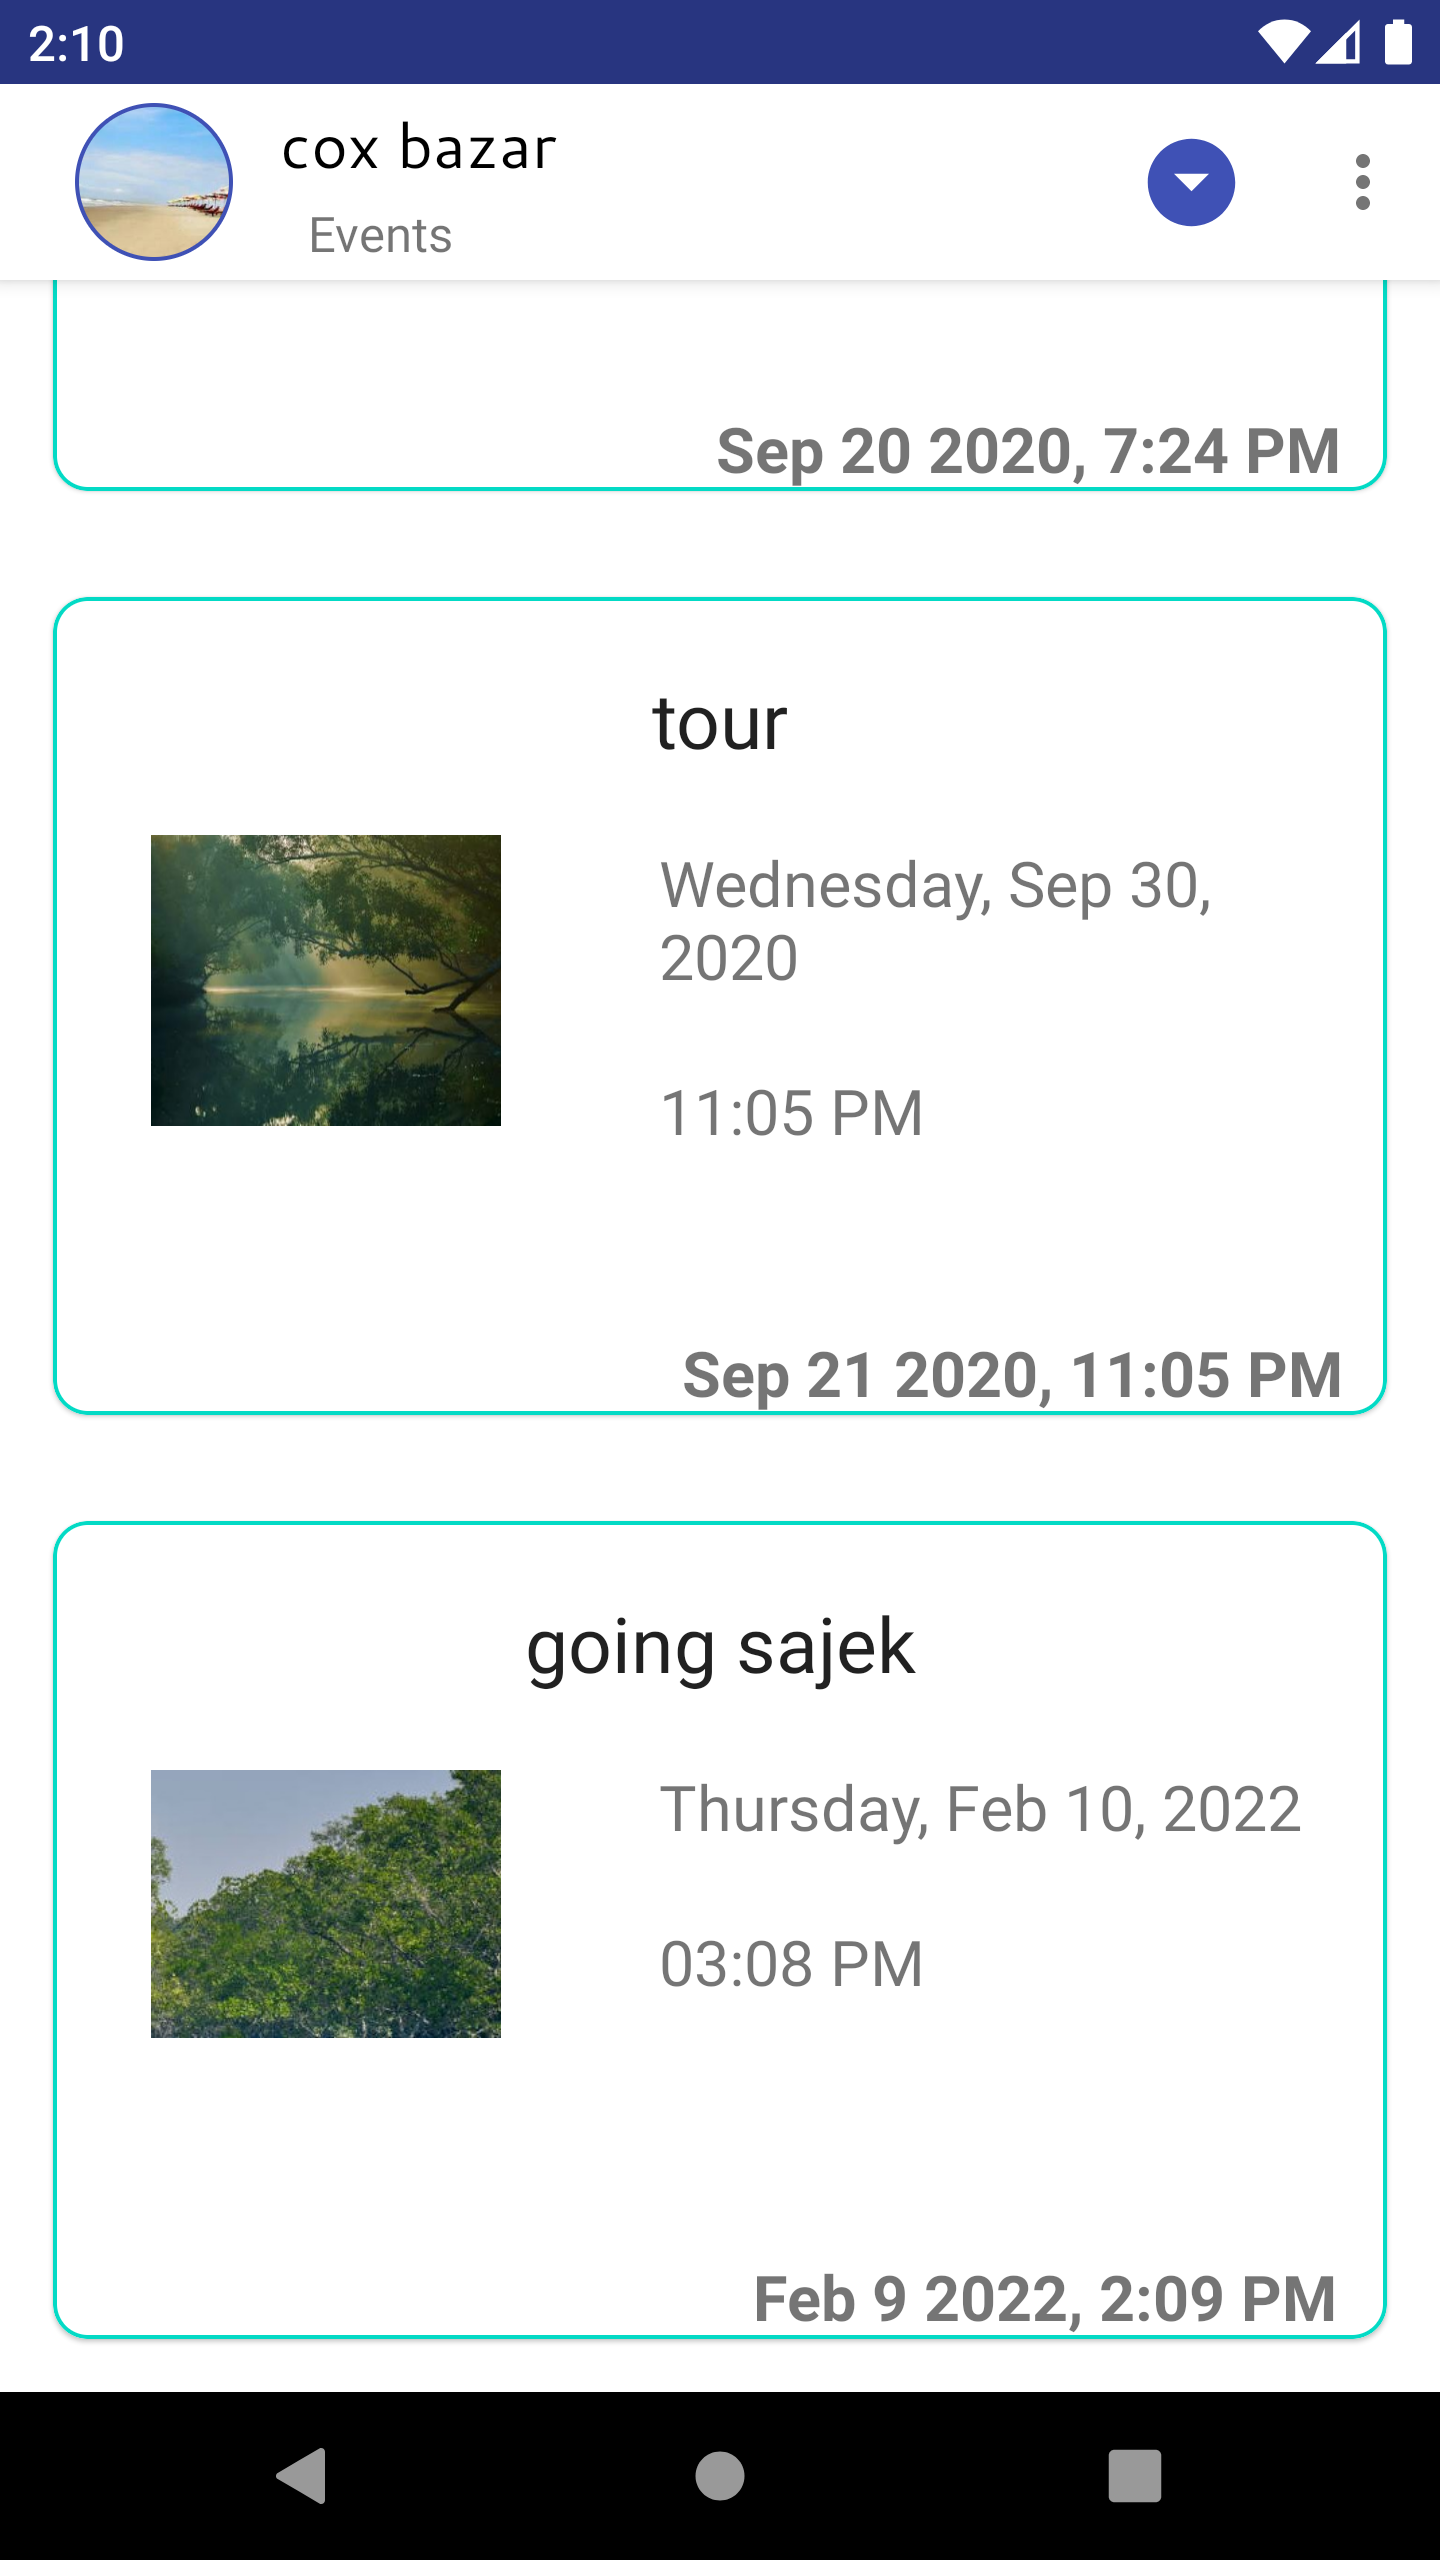 2:10
cox bazar
Events
Sep 20 2020, 7:24 PM
tour
Wednesday, Sep 30,
2020
11:05 PM
Sep 21 2020, 11:05 PM
going sajek
Thursday, Feb 10, 2022
03:08 PM
Feb 9 2022, 2:09 PM